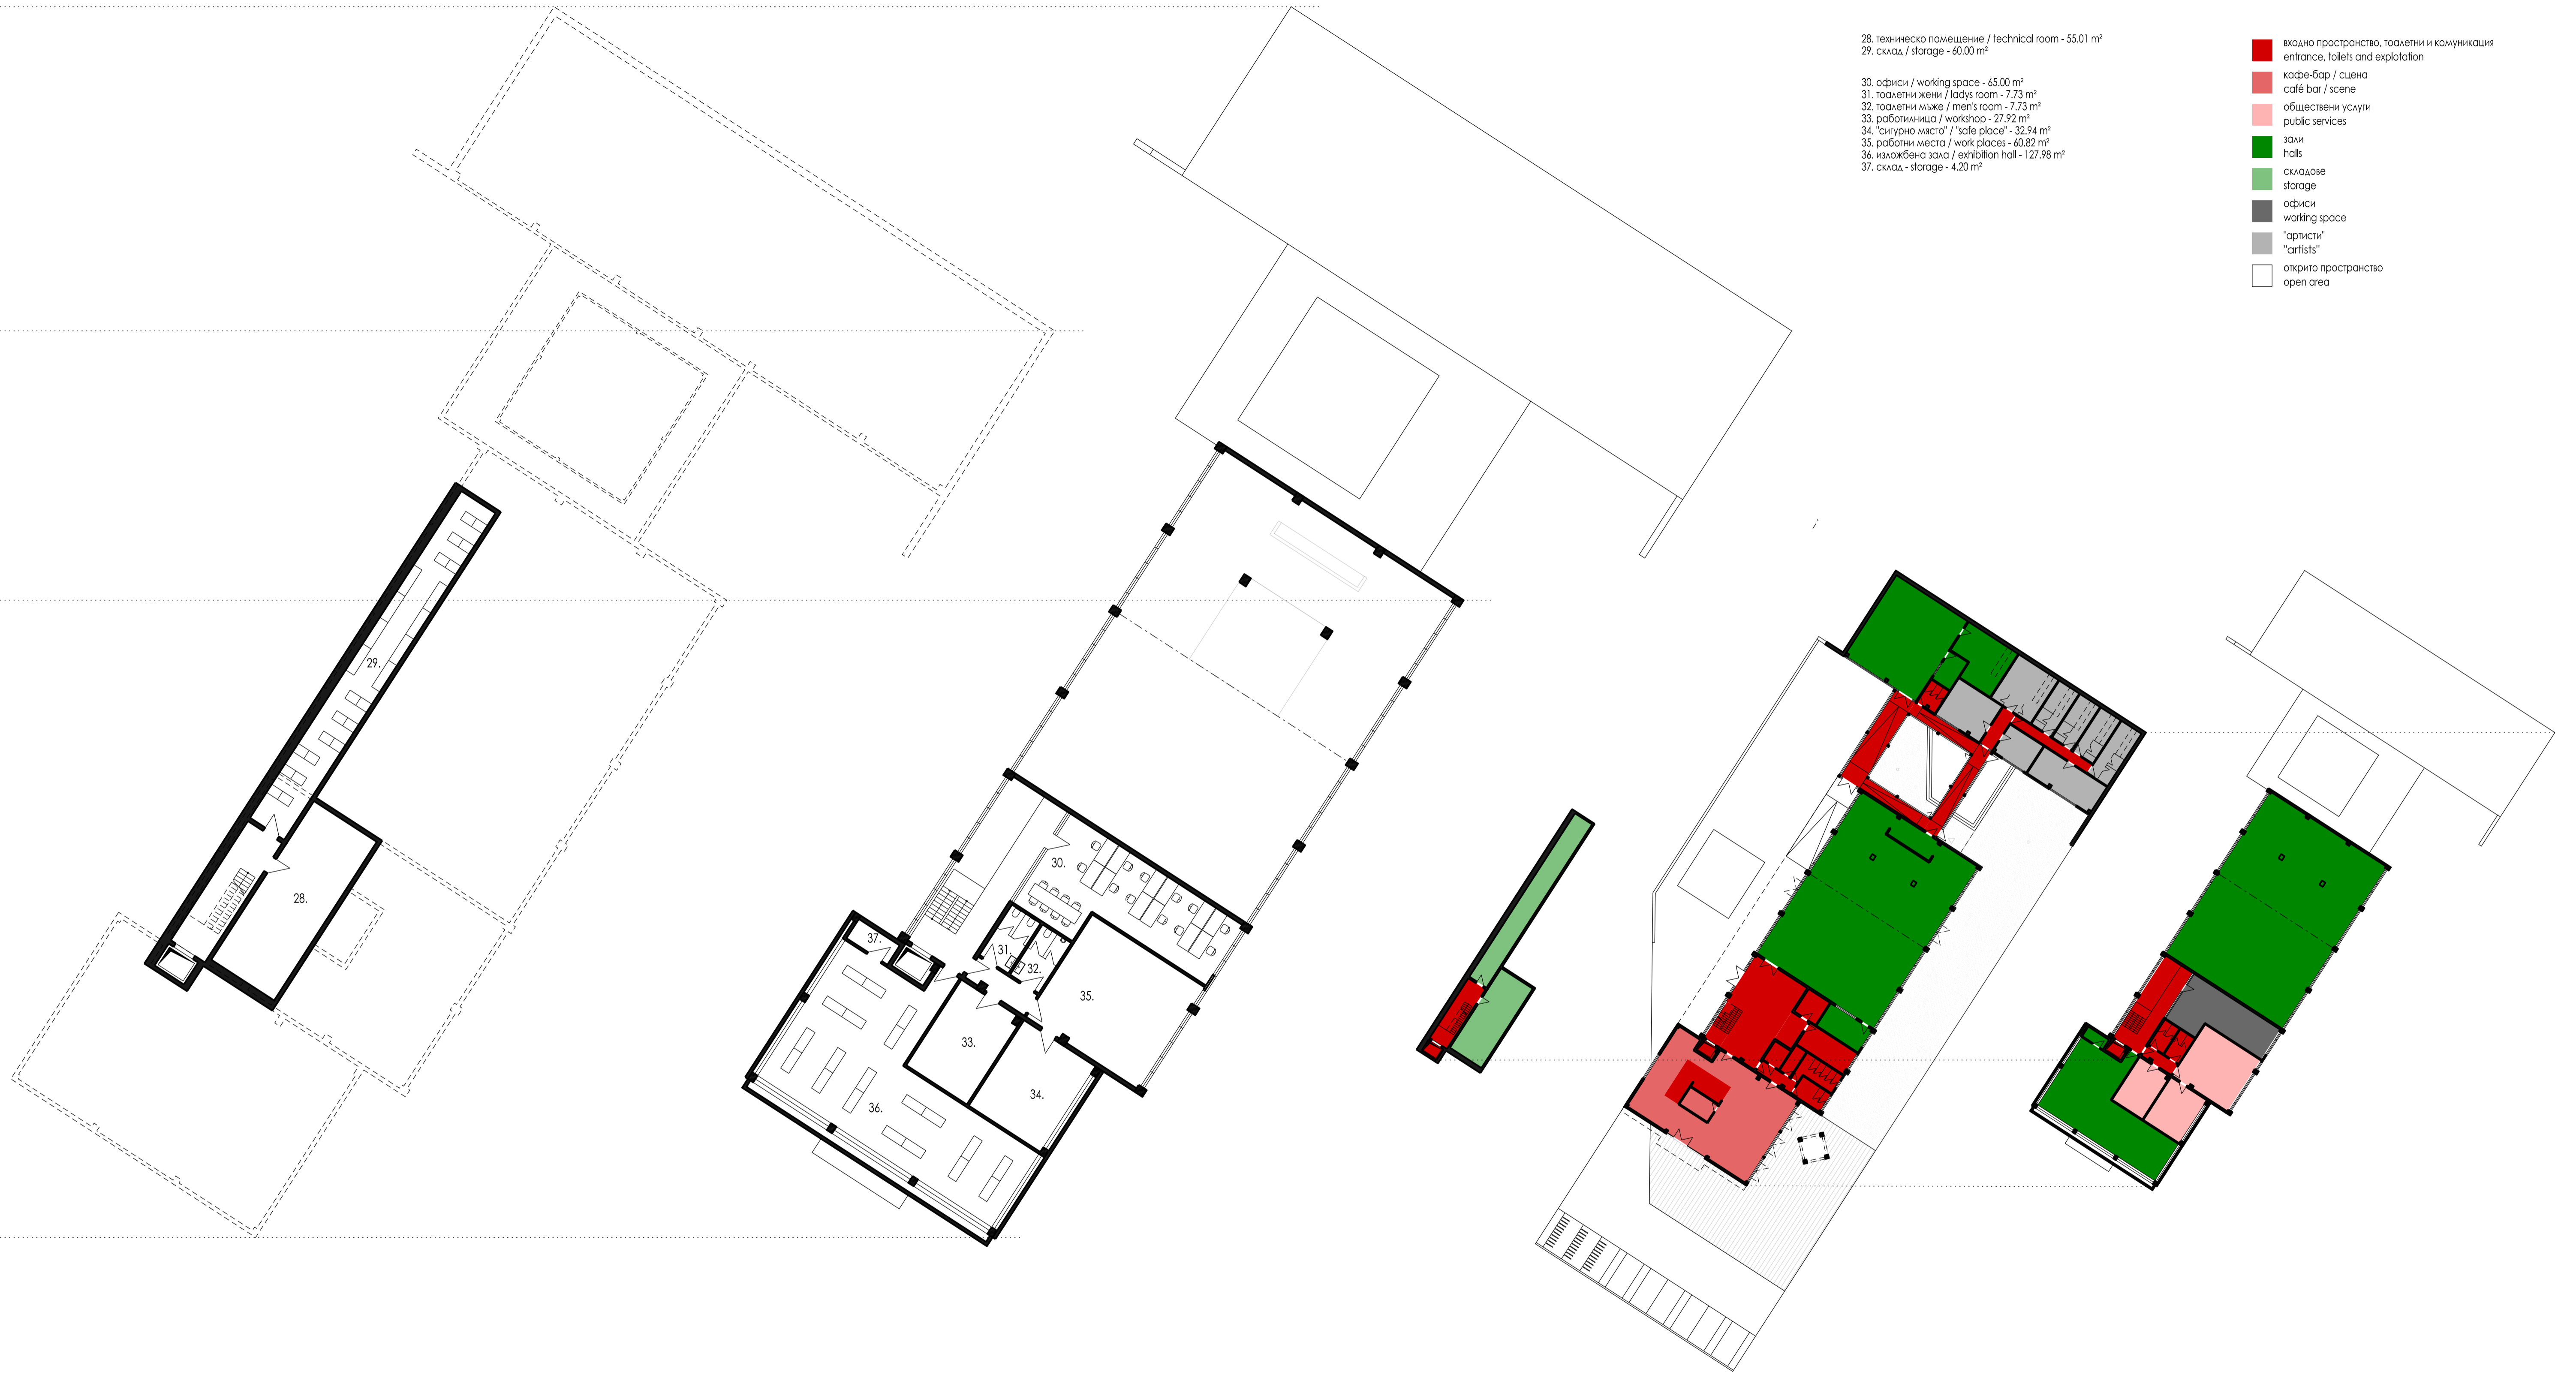 28. техническо помещение / technical room - 55.01 m²
29. склад / storage - 60.00 m²
30. офиси / working space - 65.00 m²
31. тоалетни жени / ladys room - 7.73 m²
32. тоалетни мъже / men's room - 7.73 m²
33. работилница / workshop - 27.92 m²
34. "сигурно място" / "safe place" - 32.94 m²
35. работни места / work places - 60.82 m²
36. изложбена зала / exhibition hall - 127.98 m²
37. склад - storage - 4.20 m²
входно пространство, тоалетни и комуникация
entrance, toilets and explotation
кафе-бар / сцена
café bar / scene
обществени услуги
public services
зали
halls
складове
storage
офиси
working space
"артисти"
"artists"
открито пространство
open area
29.
28.
30.
37.
31.
32.
35.
33.
34.
36.